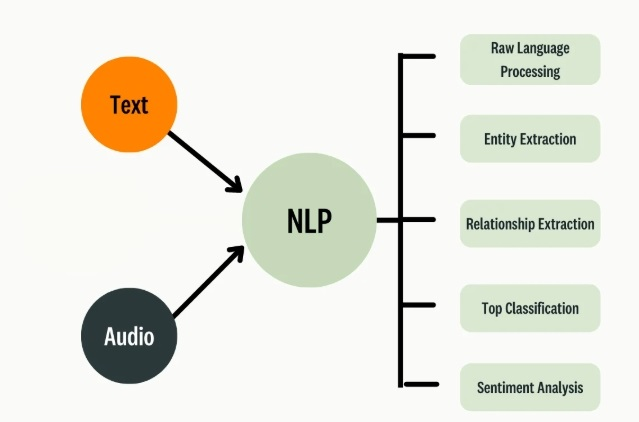 Text
Audio
NLP
Raw Language
Processing
Entity Extraction
Relationship Extraction
Top Classification
Sentiment Analysis